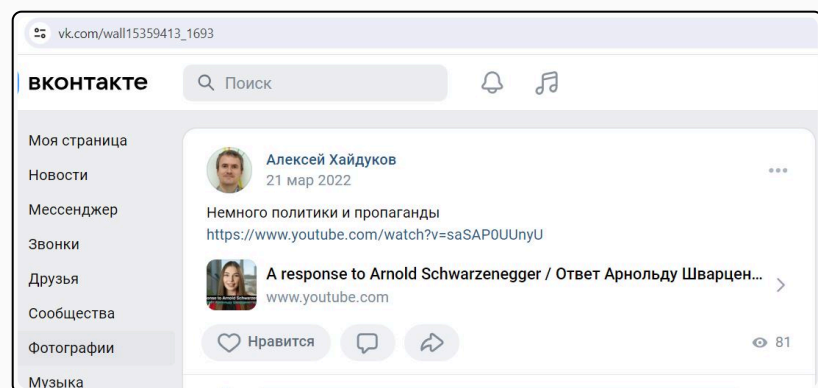 vk.com/wall15359413_1693
вконтакте
Поиск
Моя страница
Новости
Мессенджер
Звонки
Друзья
Сообщества
Фотографии
Музыка
Алексей Хайдуков
21 мар 2022
Немного политики и пропаганды
https://www.youtube.com/watch?v=saSAP0UUnyU
A response to Arnold Schwarzenegger / Ответ Арнольду Шварцен...
www.youtube.com
Нравится
81